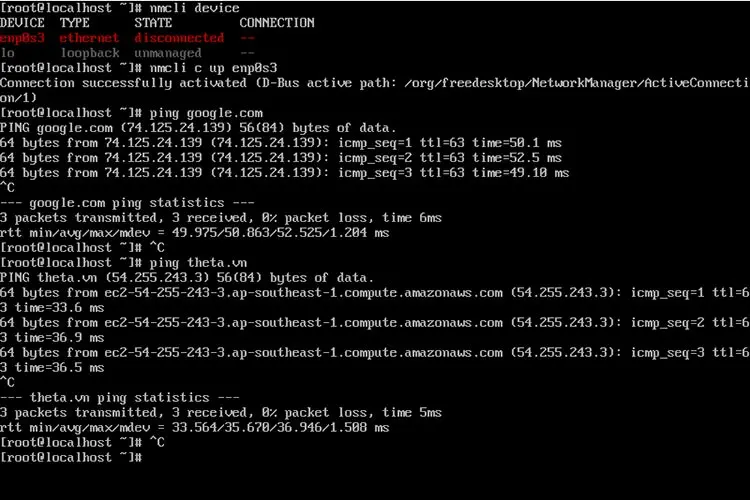 [root@localhost ~]# nmcli device
DEVICE  TYPE      STATE         CONNECTION
enp0s3  ethernet  disconnected  --
lo      loopback  unmanaged     --
[root@localhost ~]# nmcli c up enp0s3
Connection successfully activated (D-Bus active path: /org/freedesktop/NetworkManager/ActiveConnecti
on/1)
[root@localhost ~]# ping google.com
PING google.com (74.125.24.139) 56(84) bytes of data.
64 bytes from 74.125.24.139 (74.125.24.139): icmp_seq=1 ttl=63 time=50.1 ms
64 bytes from 74.125.24.139 (74.125.24.139): icmp_seq=2 ttl=63 time=52.5 ms
64 bytes from 74.125.24.139 (74.125.24.139): icmp_seq=3 ttl=63 time=49.10 ms
^C
--- google.com ping statistics ---
3 packets transmitted, 3 received, 0% packet loss, time 6ms
rtt min/avg/max/mdev = 49.975/50.863/52.525/1.204 ms
[root@localhost ~]# ^C
[root@localhost ~]# ping theta.vn
PING theta.vn (54.255.243.3) 56(84) bytes of data.
64 bytes from ec2-54-255-243-3.ap-southeast-1.compute.amazonaws.com (54.255.243.3): icmp_seq=1 ttl=6
3 time=33.6 ms
64 bytes from ec2-54-255-243-3.ap-southeast-1.compute.amazonaws.com (54.255.243.3): icmp_seq=2 ttl=6
3 time=36.9 ms
64 bytes from ec2-54-255-243-3.ap-southeast-1.compute.amazonaws.com (54.255.243.3): icmp_seq=3 ttl=6
3 time=36.5 ms
^C
--- theta.vn ping statistics ---
3 packets transmitted, 3 received, 0% packet loss, time 5ms
rtt min/avg/max/mdev = 33.564/35.670/36.946/1.508 ms
[root@localhost ~]# ^C
[root@localhost ~]#